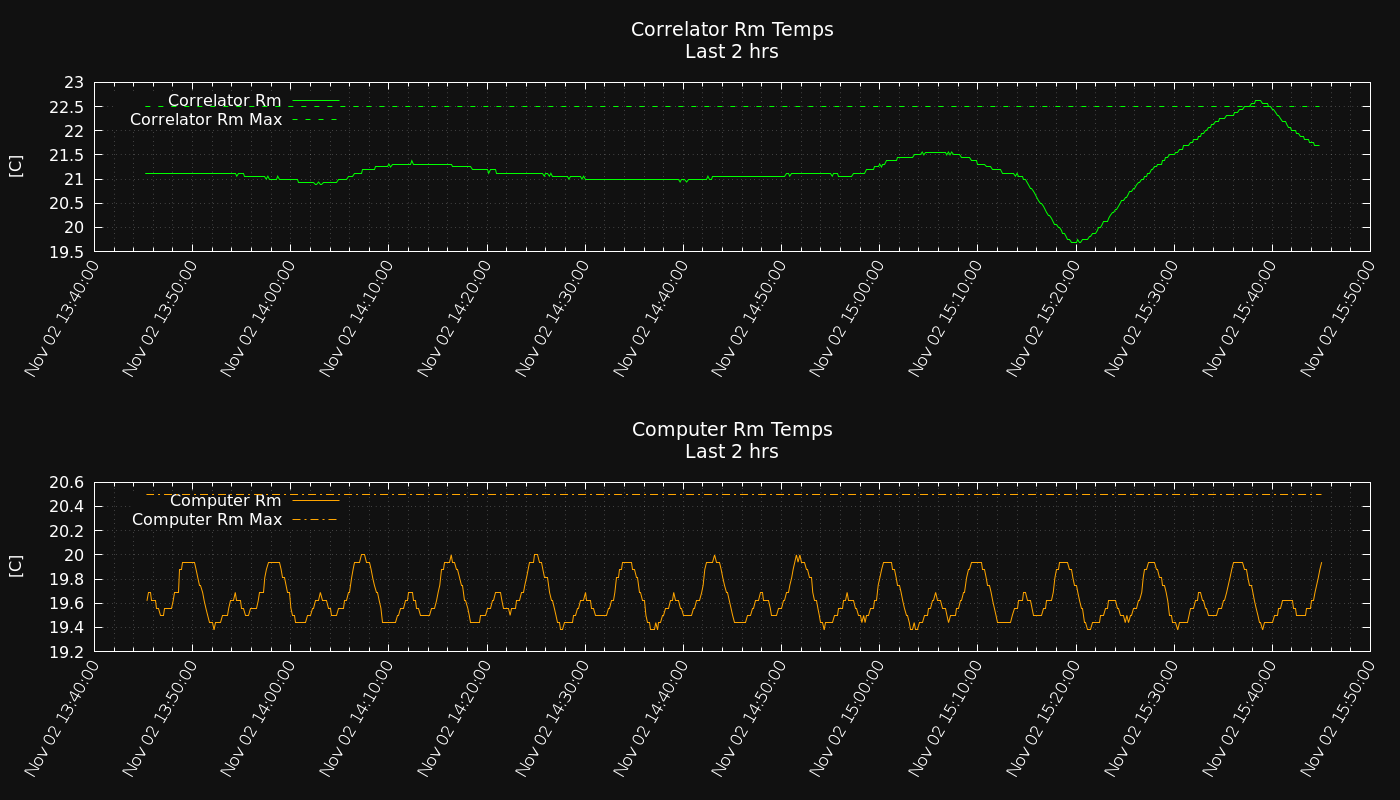 Correlator Rm Temps
Last 2 hrs
[C]
23
22.5
22
21.5
21
20.5
20
19.5
Correlator Rm
Correlator Rm Max
Nov 02 13:40:00
Nov 02 13:50:00
Nov 02 14:00:00
Nov 02 14:10:00
Nov 02 14:20:00
Nov 02 14:30:00
Nov 02 14:40:00
Nov 02 14:50:00
Nov 02 15:00:00
Nov 02 15:10:00
Nov 02 15:20:00
Nov 02 15:30:00
Nov 02 15:40:00
Nov 02 15:50:00
Computer Rm Temps
Last 2 hrs
[C]
20.6
20.4
20.2
20
19.8
19.6
19.4
19.2
Computer Rm
Computer Rm Max
Nov 02 13:40:00
Nov 02 13:50:00
Nov 02 14:00:00
Nov 02 14:10:00
Nov 02 14:20:00
Nov 02 14:30:00
Nov 02 14:40:00
Nov 02 14:50:00
Nov 02 15:00:00
Nov 02 15:10:00
Nov 02 15:20:00
Nov 02 15:30:00
Nov 02 15:40:00
Nov 02 15:50:00